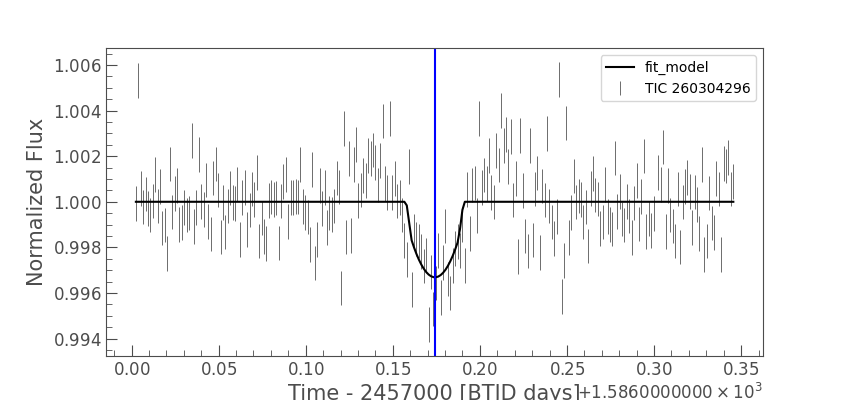 fit_model
TIC 260304296
Normalized Flux
1.006
1.004
1.002
1.000
0.998
0.996
0.994
0.00 0.05 0.10 0.15 0.20 0.25 0.30 0.35
Time - 2457000 [BTJD days]
+1.5860000000 × 10³